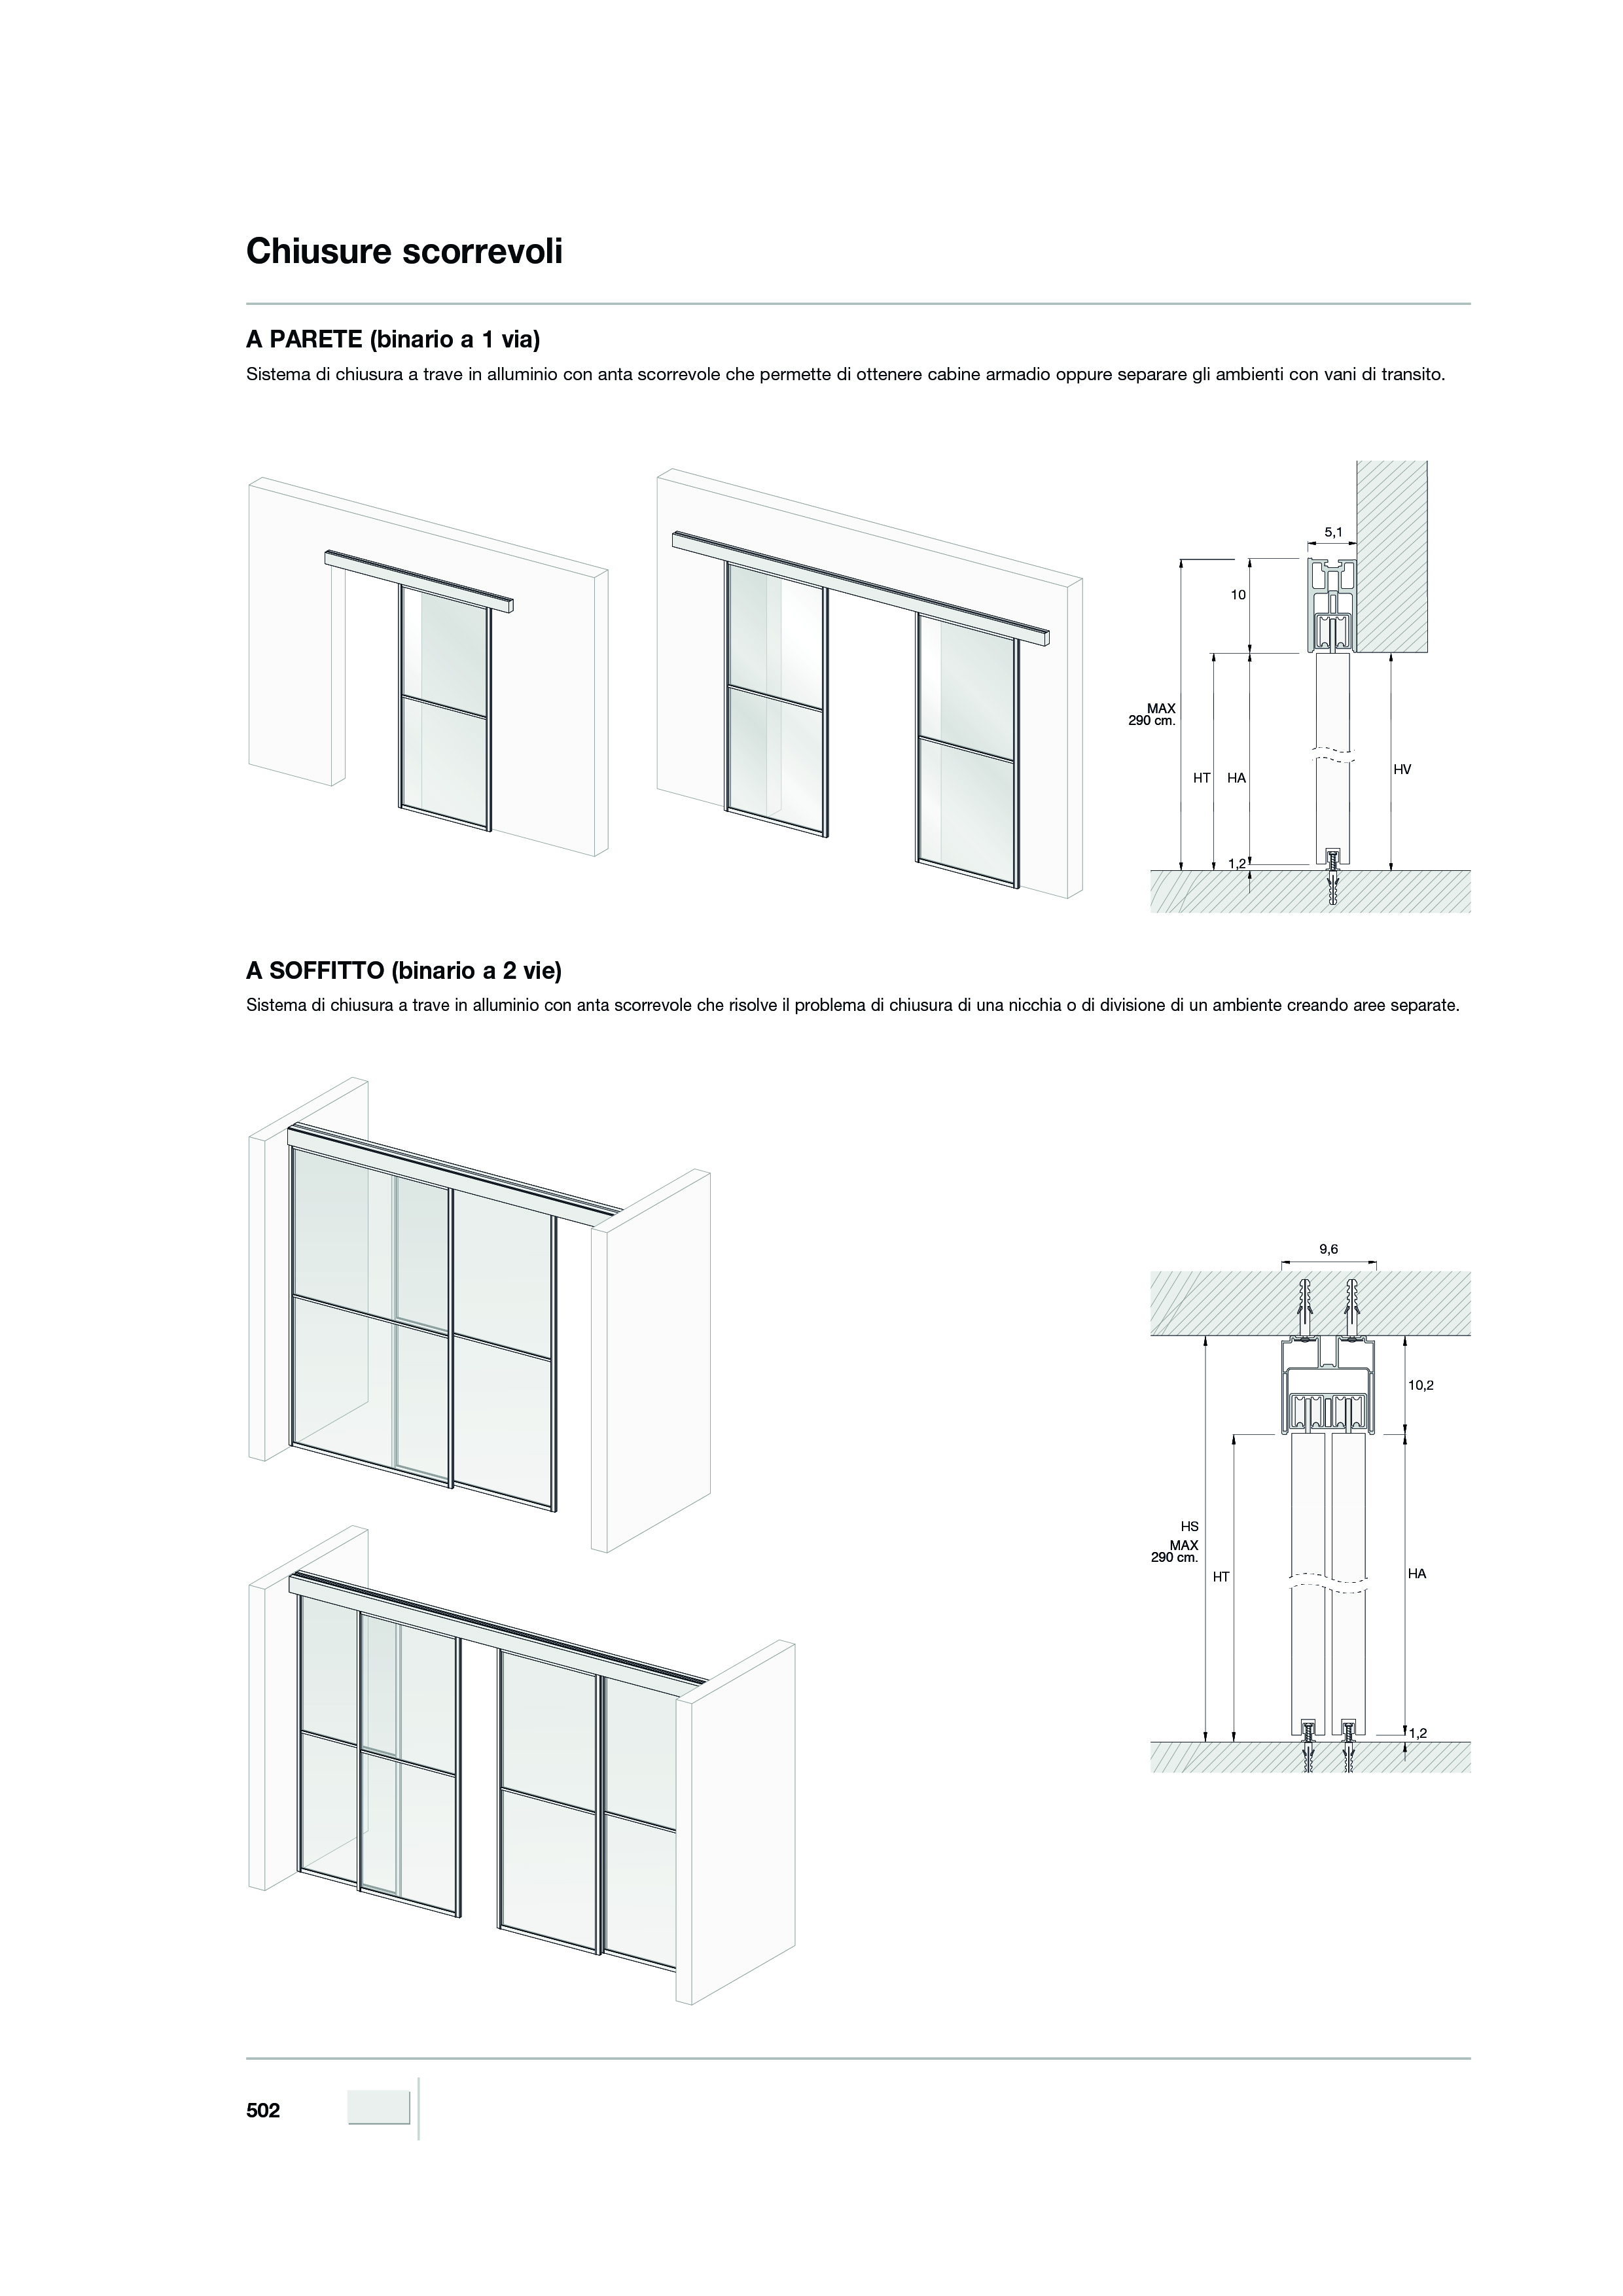 Chiusure scorrevoli
A PARETE (binario a 1 via)
Sistema di chiusura a trave in alluminio con anta scorrevole che permette di ottenere cabine armadio oppure separare gli ambienti con vani di transito.
5,1
10
MAX
290 cm.
HT
HA
HV
1,2
A SOFFITTO (binario a 2 vie)
Sistema di chiusura a trave in alluminio con anta scorrevole che risolve il problema di chiusura di una nicchia o di divisione di un ambiente creando aree separate.
9,6
10,2
HS
MAX
290 cm.
HT
HA
1,2
502